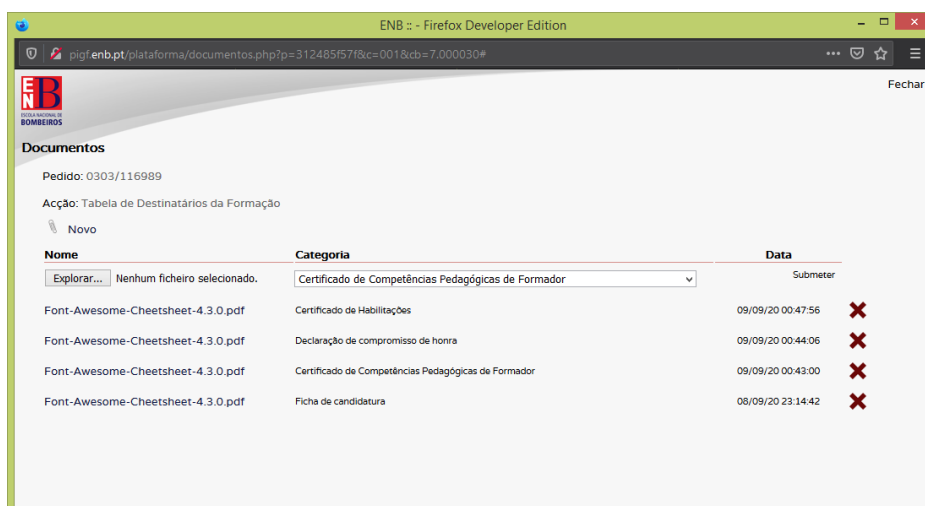 ENB :: - Firefox Developer Edition
pigf.enb.pt/plataforma/documentos.php?p=312485f57f&c=001&cb=7.000030#
Fechar
ENB
ESCOLA NACIONAL DE
BOMBEIROS
Documentos
Pedido: 0303/116989
Acção: Tabela de Destinatários da Formação
Novo
Nome Categoria Data
Explorar... Nenhum ficheiro selecionado. Certificado de Competências Pedagógicas de Formador Submeter
Font-Awesome-Cheetsheet-4.3.0.pdf Certificado de Habilitações 09/09/20 00:47:56
Font-Awesome-Cheetsheet-4.3.0.pdf Declaração de compromisso de honra 09/09/20 00:44:06
Font-Awesome-Cheetsheet-4.3.0.pdf Certificado de Competências Pedagógicas de Formador 09/09/20 00:43:00
Font-Awesome-Cheetsheet-4.3.0.pdf Ficha de candidatura 08/09/20 23:14:42